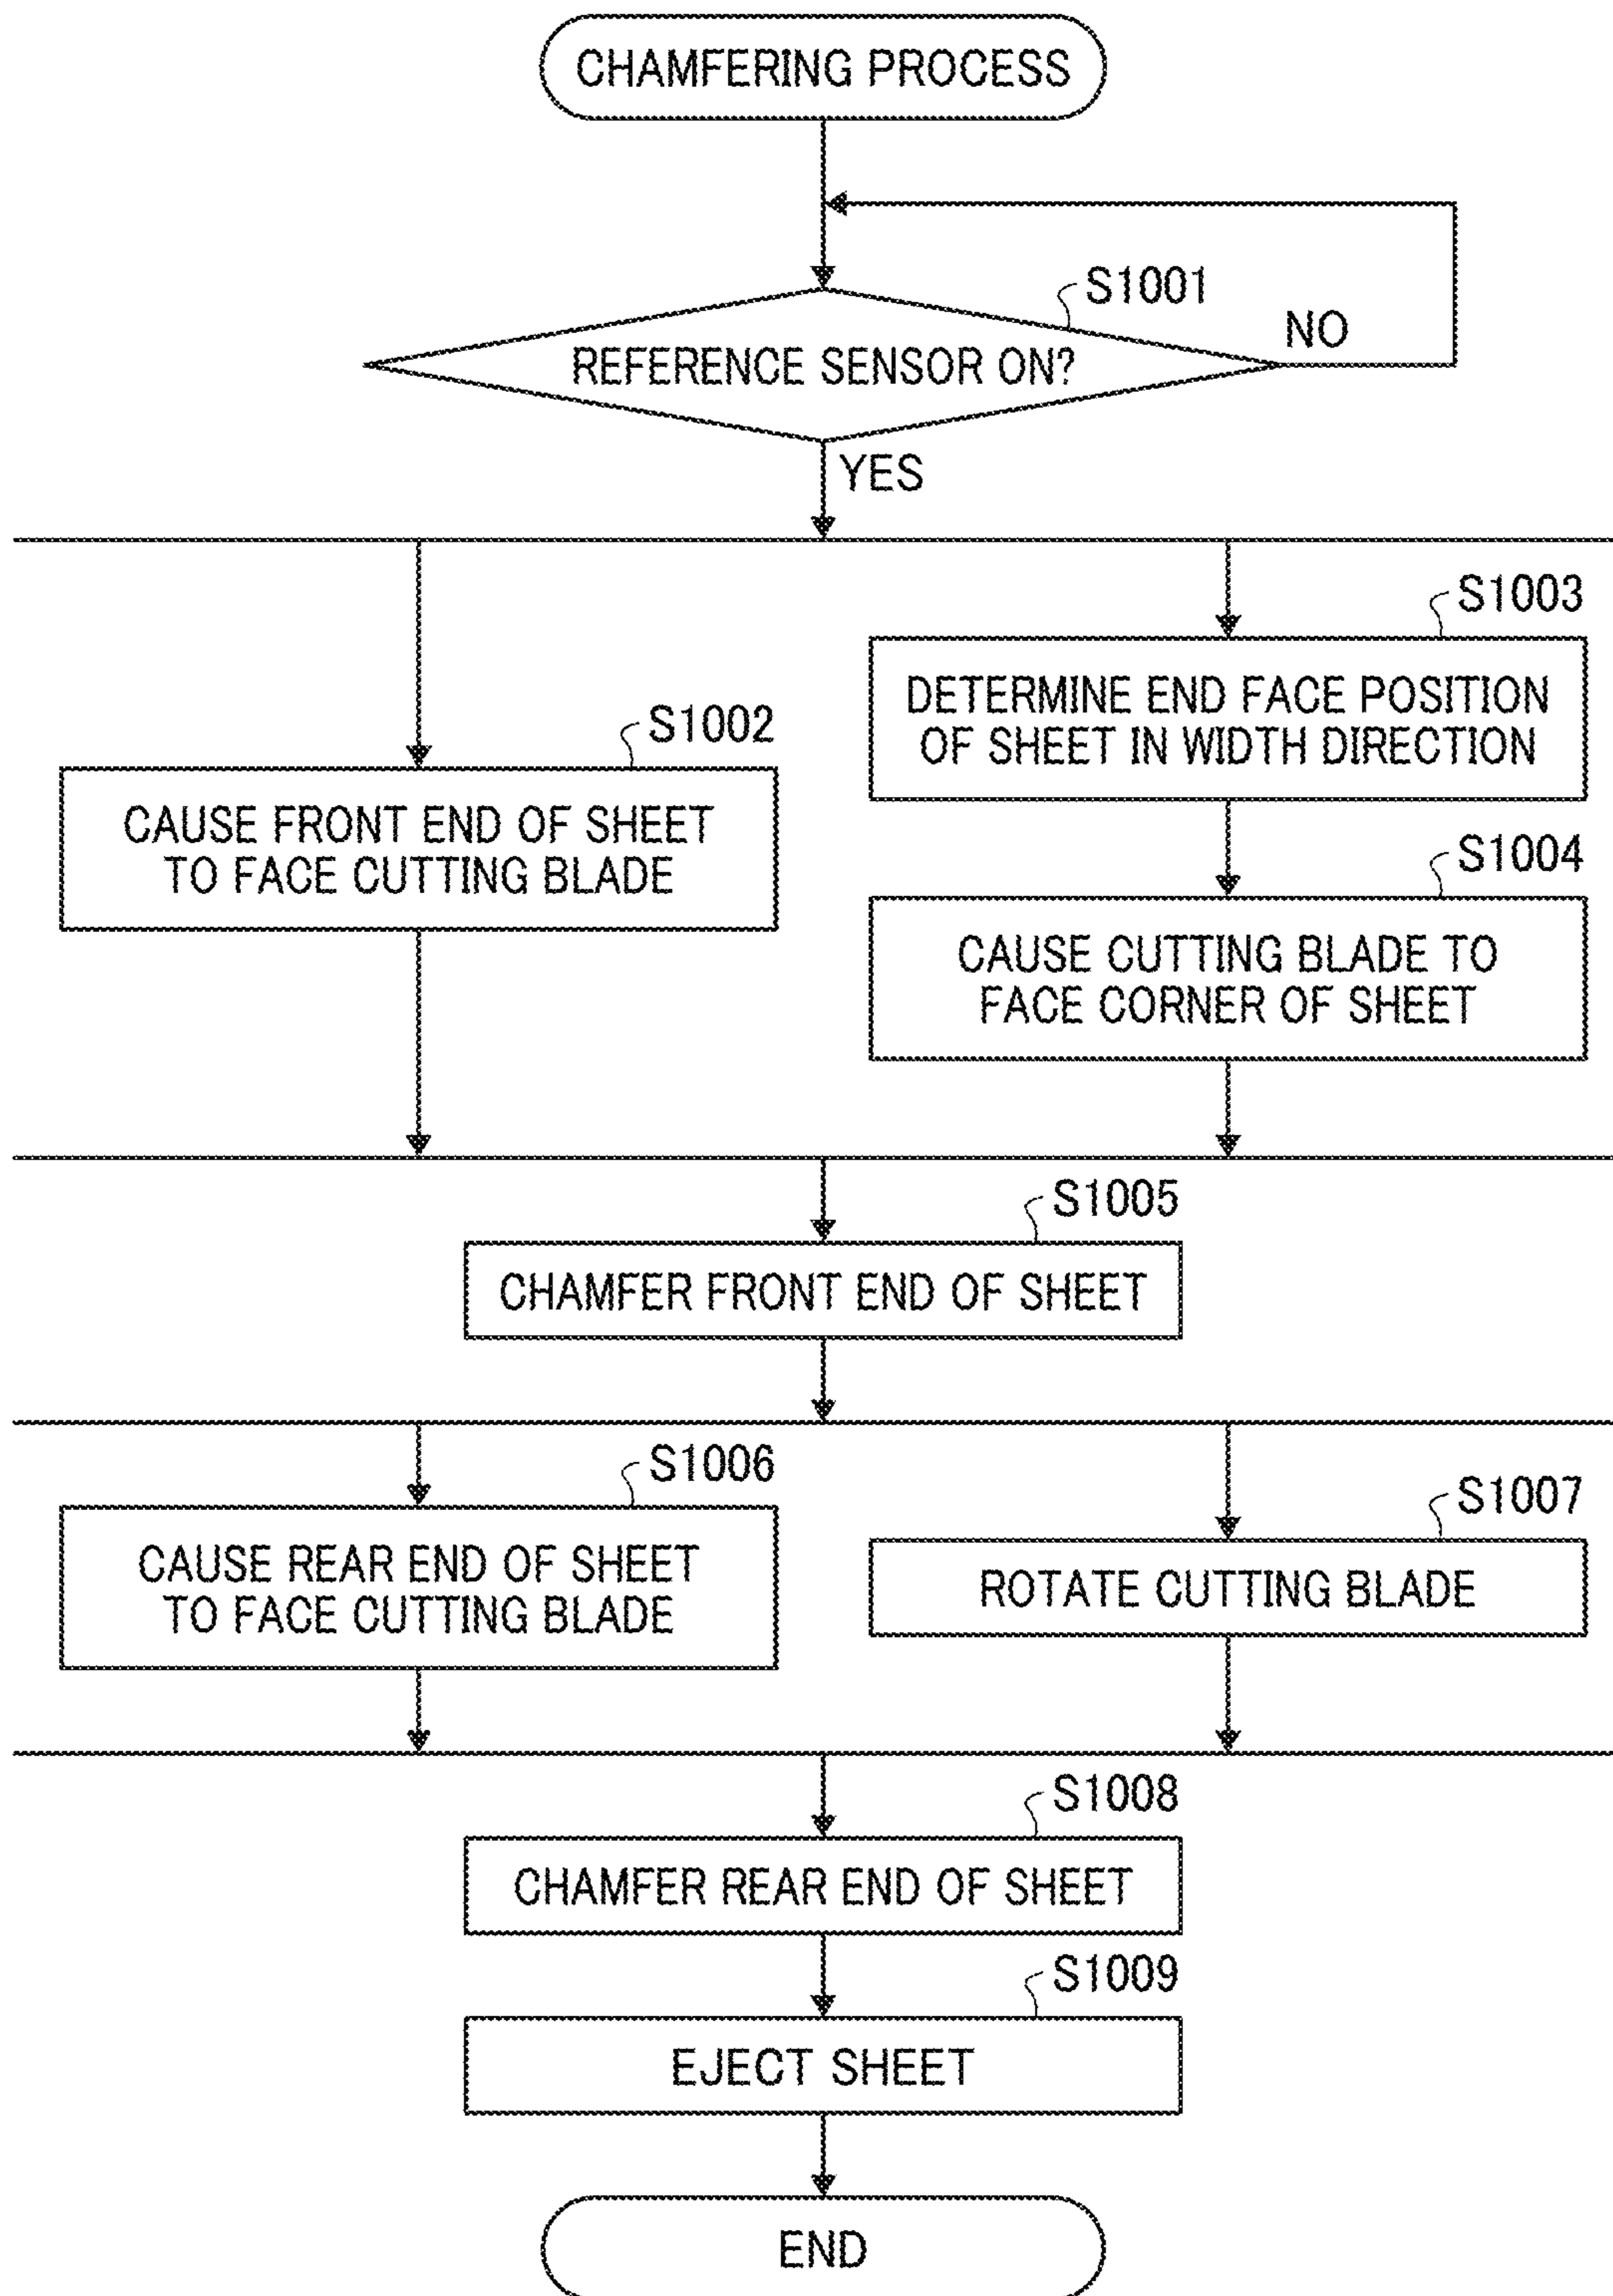 CHAMFERING PROCESS
S1001
REFERENCE SENSOR ON?
NO
YES
S1003
DETERMINE END FACE POSITION
OF SHEET IN WIDTH DIRECTION
S1002
CAUSE FRONT END OF SHEET
TO FACE CUTTING BLADE
S1004
CAUSE CUTTING BLADE TO
FACE CORNER OF SHEET
S1005
CHAMFER FRONT END OF SHEET
S1006
CAUSE REAR END OF SHEET
TO FACE CUTTING BLADE
S1007
ROTATE CUTTING BLADE
S1008
CHAMFER REAR END OF SHEET
S1009
EJECT SHEET
END